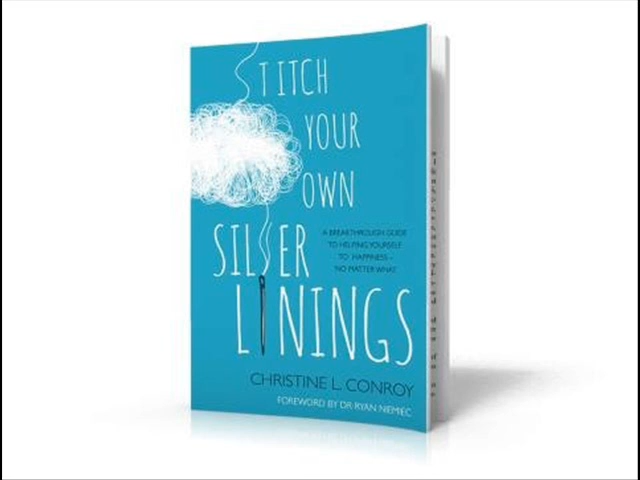 STITCH
YOUR
OWN
SILVER
LININGS
A BREAKTHROUGH GUIDE
TO HELPING YOURSELF
TO HAPPINESS –
NO MATTER WHAT
CHRISTINE L. CONROY
FOREWORD BY DR RYAN NIEMIEC